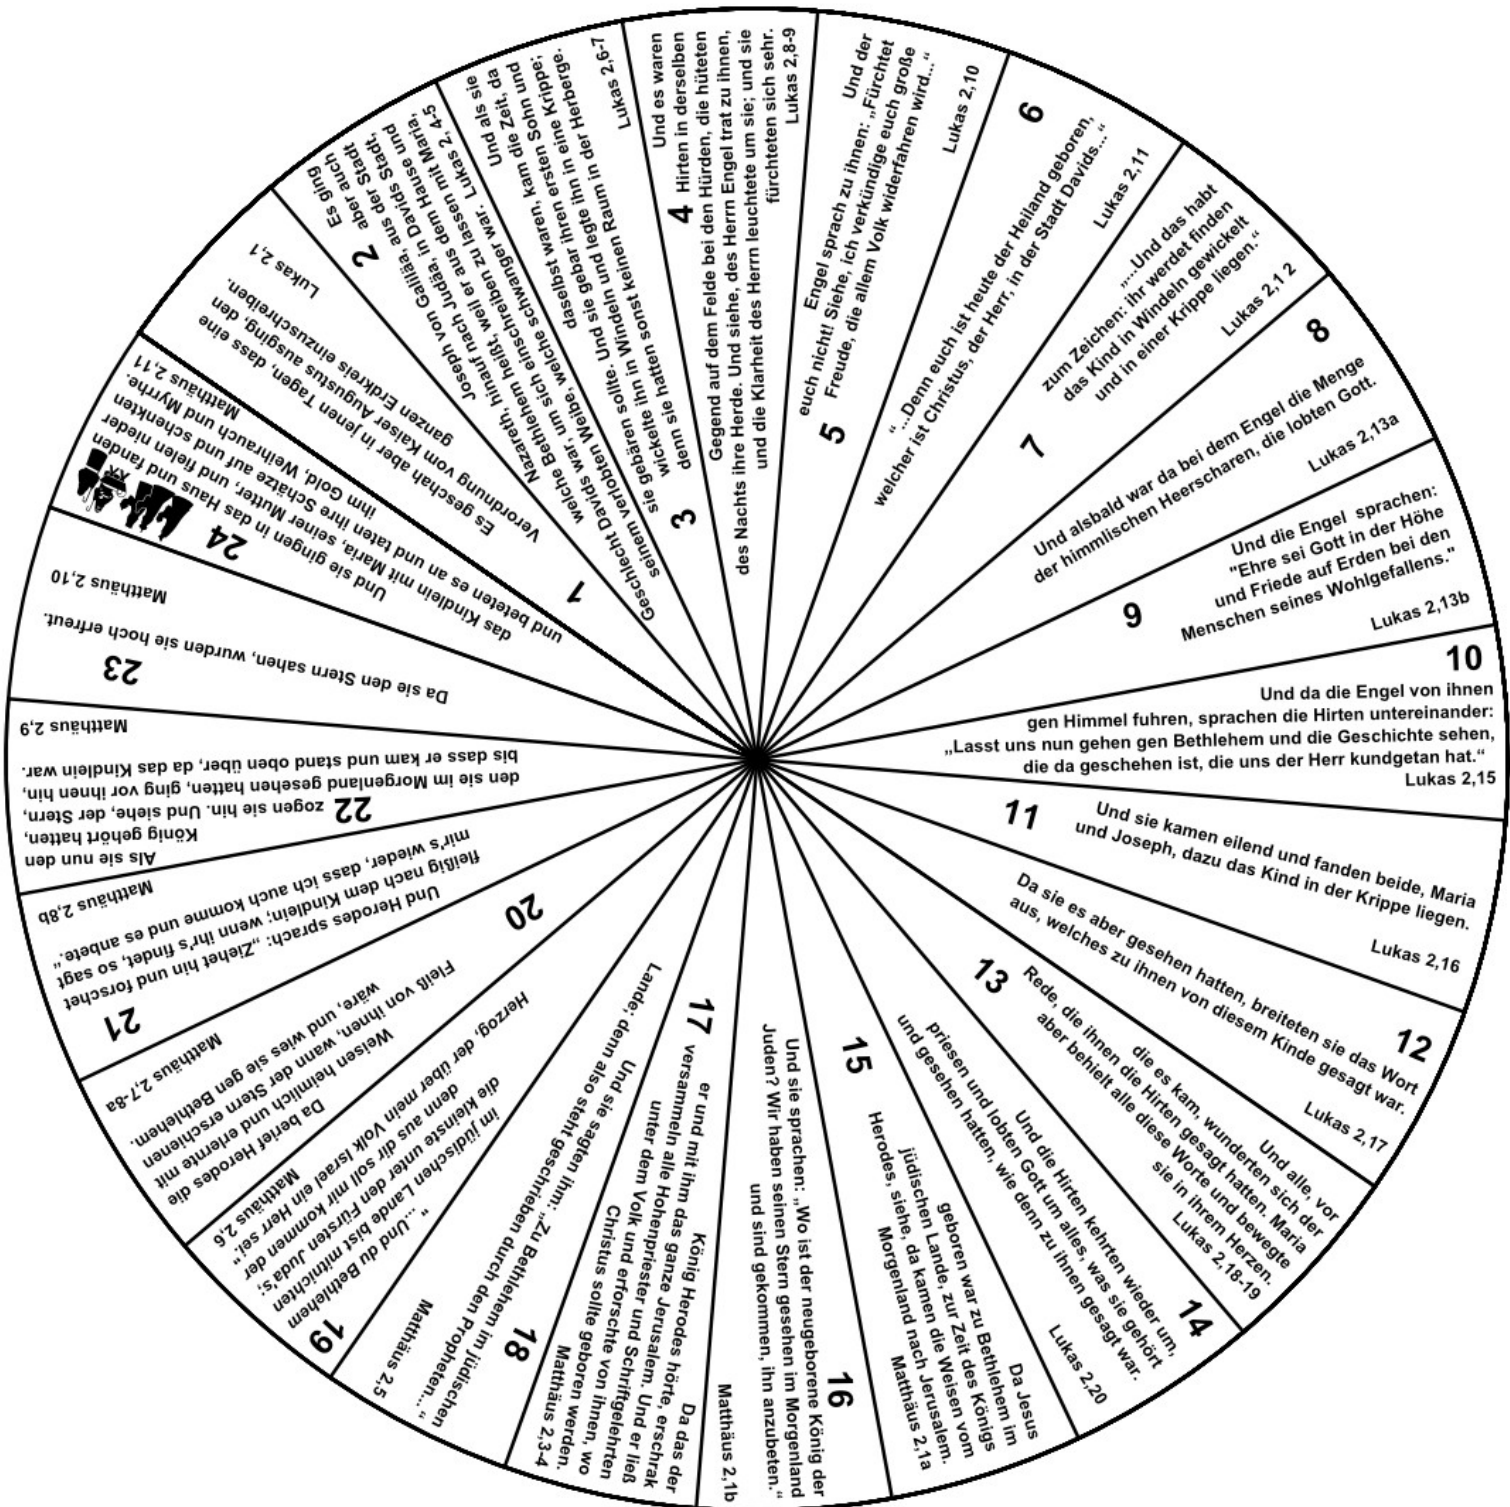 1
Es geschah aber in jenen Tagen, dass eine
Verordnung vom Kaiser Augustus ausging, den
ganzen Erdkreis einzuschreiben.
Lukas 2,1
2
Es ging
aber auch
Joseph von Galiläa, aus der Stadt
Nazareth, hinauf nach Judäa, in Davids Stadt,
welche Bethlehem heißt, weil er aus dem Hause und
Geschlecht Davids war, um sich einschreiben zu lassen mit Maria,
seinem verlobten Weibe, welche schwanger war. Lukas 2, 4-5
3
Und als sie
daselbst waren, kam die Zeit, da
sie gebären sollte. Und sie gebar ihren ersten Sohn und
wickelte ihn in Windeln und legte ihn in eine Krippe;
denn sie hatten sonst keinen Raum in der Herberge.
Lukas 2,6-7
Und es waren
4 Hirten in derselben
Gegend auf dem Felde bei den Hürden, die hüteten
des Nachts ihre Herde. Und siehe, des Herrn Engel trat zu ihnen,
und die Klarheit des Herrn leuchtete um sie; und sie
fürchteten sich sehr.
Lukas 2,8-9
5
Und der
Engel sprach zu ihnen: „Fürchtet
euch nicht! Siehe, ich verkündige euch große
Freude, die allem Volk widerfahren wird...“
Lukas 2,10
6
“...Denn euch ist heute der Heiland geboren,
welcher ist Christus, der Herr, in der Stadt Davids...“
Lukas 2,11
7
„...Und das habt
zum Zeichen: ihr werdet finden
das Kind in Windeln gewickelt
und in einer Krippe liegen.“
Lukas 2,1 2
8
Und alsbald war da bei dem Engel die Menge
der himmlischen Heerscharen, die lobten Gott.
Lukas 2,13a
9
Und die Engel sprachen:
"Ehre sei Gott in der Höhe
und Friede auf Erden bei den
Menschen seines Wohlgefallens."
Lukas 2,13b
10
Und da die Engel von ihnen
gen Himmel fuhren, sprachen die Hirten untereinander:
„Lasst uns nun gehen gen Bethlehem und die Geschichte sehen,
die da geschehen ist, die uns der Herr kundgetan hat.“
Lukas 2,15
11
Und sie kamen eilend und fanden beide, Maria
und Joseph, dazu das Kind in der Krippe liegen.
Lukas 2,16
12
Da sie es aber gesehen hatten, breiteten sie das Wort
aus, welches zu ihnen von diesem Kinde gesagt war.
Lukas 2,17
13
Und alle, vor
die es kam, wunderten sich der
Rede, die ihnen die Hirten gesagt hatten. Maria
aber behielt alle diese Worte und bewegte
sie in ihrem Herzen.
Lukas 2,18-19
14
Und die Hirten kehrten wieder um,
priesen und lobten Gott um alles, was sie gehört
und gesehen hatten, wie denn zu ihnen gesagt war.
Lukas 2,20
15
Da Jesus
geboren war zu Bethlehem im
jüdischen Lande, zur Zeit des Königs
Herodes, siehe, da kamen die Weisen vom
Morgenland nach Jerusalem.
Matthäus 2,1a
16
Und sie sprachen: „Wo ist der neugeborene König der
Juden? Wir haben seinen Stern gesehen im Morgenland
und sind gekommen, ihn anzubeten.“
Matthäus 2,1b
17
Da das der
König Herodes hörte, erschrak
er und mit ihm das ganze Jerusalem. Und er ließ
versammeln alle Hohenpriester und Schriftgelehrten
unter dem Volk und erforschte von ihnen, wo
Christus sollte geboren werden.
Matthäus 2,3-4
18
Und sie sagten ihm: „Zu Bethlehem im jüdischen
Lande; denn also steht geschrieben durch den Propheten...“
Matthäus 2,5
19
“...Und du Bethlehem
im jüdischen Lande bist mitnichten
die kleinste unter den Fürsten Juda's;
denn aus dir soll mir kommen der
Herzog, der über mein Volk Israel ein Herr sei.“
Matthäus 2,6
20
Da berief Herodes die
Weisen heimlich und erlernte mit
Fleiß von ihnen, wann der Stern erschienen
wäre, und wies sie gen Bethlehem.
Matthäus 2,7-8a
21
Und Herodes sprach: „Ziehet hin und forschet
fleißig nach dem Kindlein; wenn ihr's findet, so sagt
mir's wieder, dass ich auch komme und es anbete.“
Matthäus 2,8b
22
Als sie nun den
König gehört hatten,
zogen sie hin. Und siehe, der Stern,
den sie im Morgenland gesehen hatten, ging vor ihnen hin,
bis dass er kam und stand oben über, da das Kindlein war.
Matthäus 2,9
23
Da sie den Stern sahen, wurden sie hoch erfreut.
Matthäus 2,10
24
Und sie gingen in das Haus und fanden
das Kindlein mit Maria, seiner Mutter, und fielen nieder
und beteten es an und taten ihre Schätze auf und schenkten
ihm Gold, Weihrauch und Myrrhe.
Matthäus 2,11